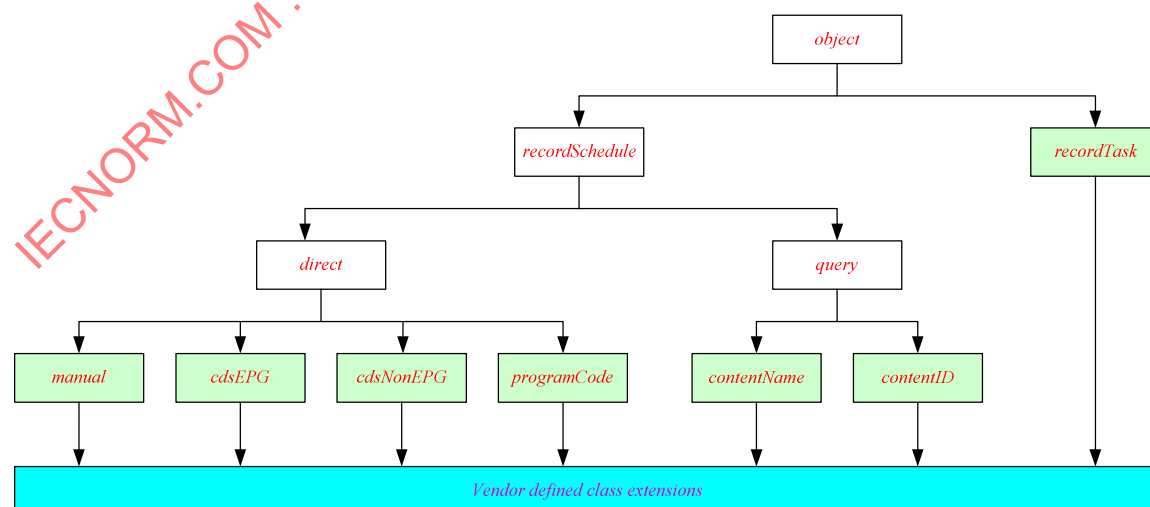 IECNORM.COM .
object
recordSchedule
recordTask
direct
query
manual
cdsEPG
cdsNonEPG
programCode
contentName
contentID
Vendor defined class extensions